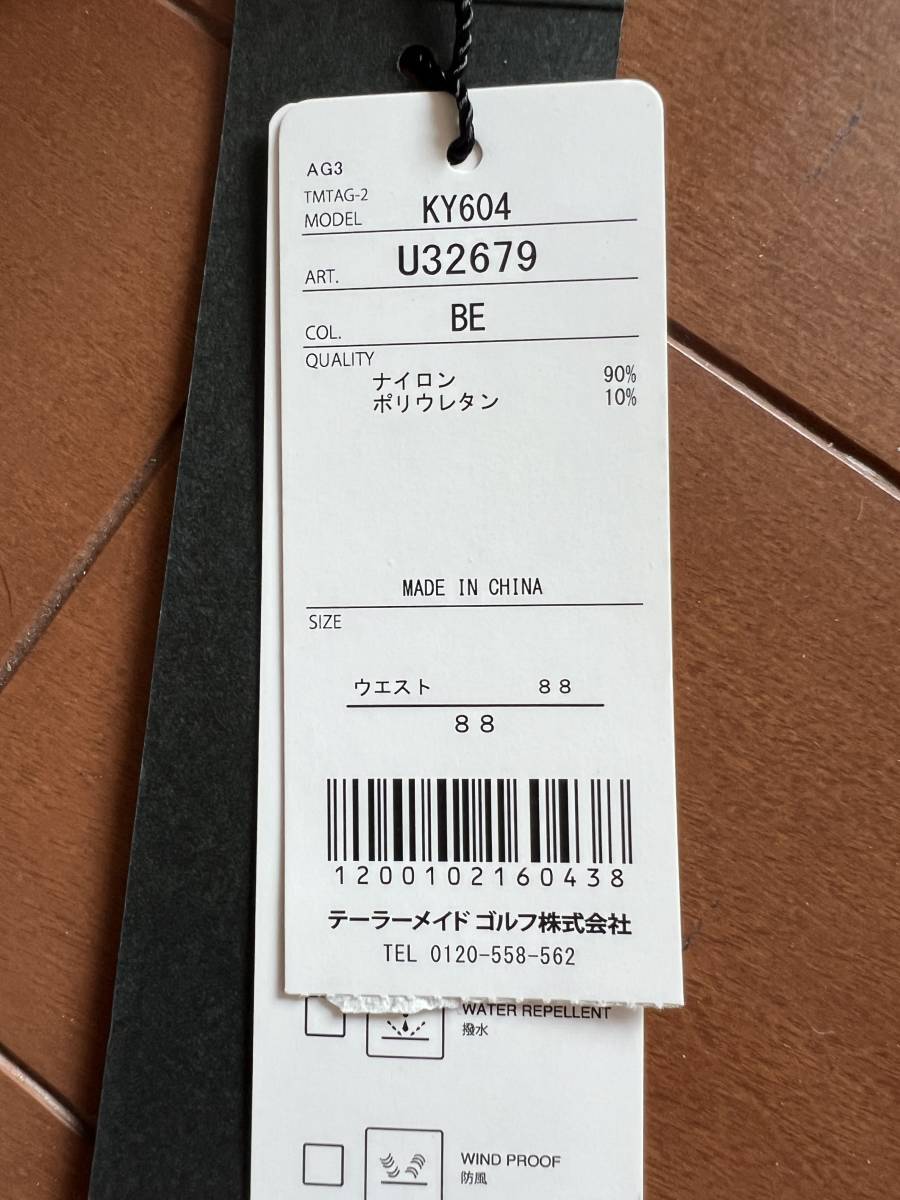 AG3
TMTAG-2
MODEL KY604
ART. U32679
COL. BE
QUALITY
ナイロン 90%
ポリウレタン 10%
MADE IN CHINA
SIZE
ウエスト ８８
８８
1200102160438
テーラーメイド ゴルフ株式会社
TEL 0120-558-562
WATER REPELLENT
撥水
WIND PROOF
防風